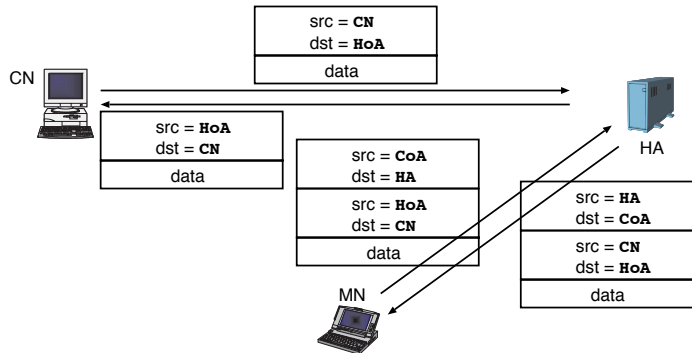 src = CN
dst = HoA
data
CN
src = HoA
dst = CN
data
src = CoA
dst = HA
src = HoA
dst = CN
data
HA
src = HA
dst = CoA
src = CN
dst = HoA
data
MN